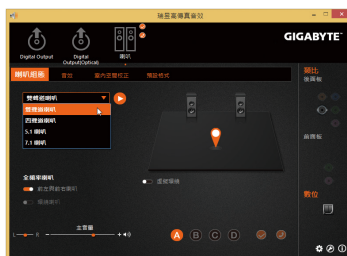 瑞昱高傳真音效
GIGABYTE™
Digital Output
Digital Output(Optical)
喇叭
喇叭組態
音效
室內空間校正
預設格式
類比
後面板
雙聲道喇叭
雙聲道喇叭
四聲道喇叭
5.1 喇叭
7.1 喇叭
前面板
全頻率喇叭
前左與前右喇叭
環繞喇叭
虛擬環繞
數位
主音量
L
R
A B C D